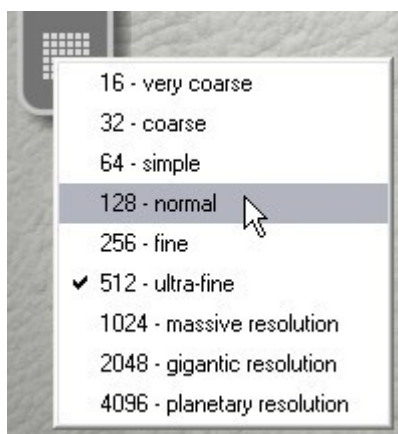 16 - very coarse
32 - coarse
64 - simple
128 - normal
256 - fine
512 - ultra-fine
1024 - massive resolution
2048 - gigantic resolution
4096 - planetary resolution